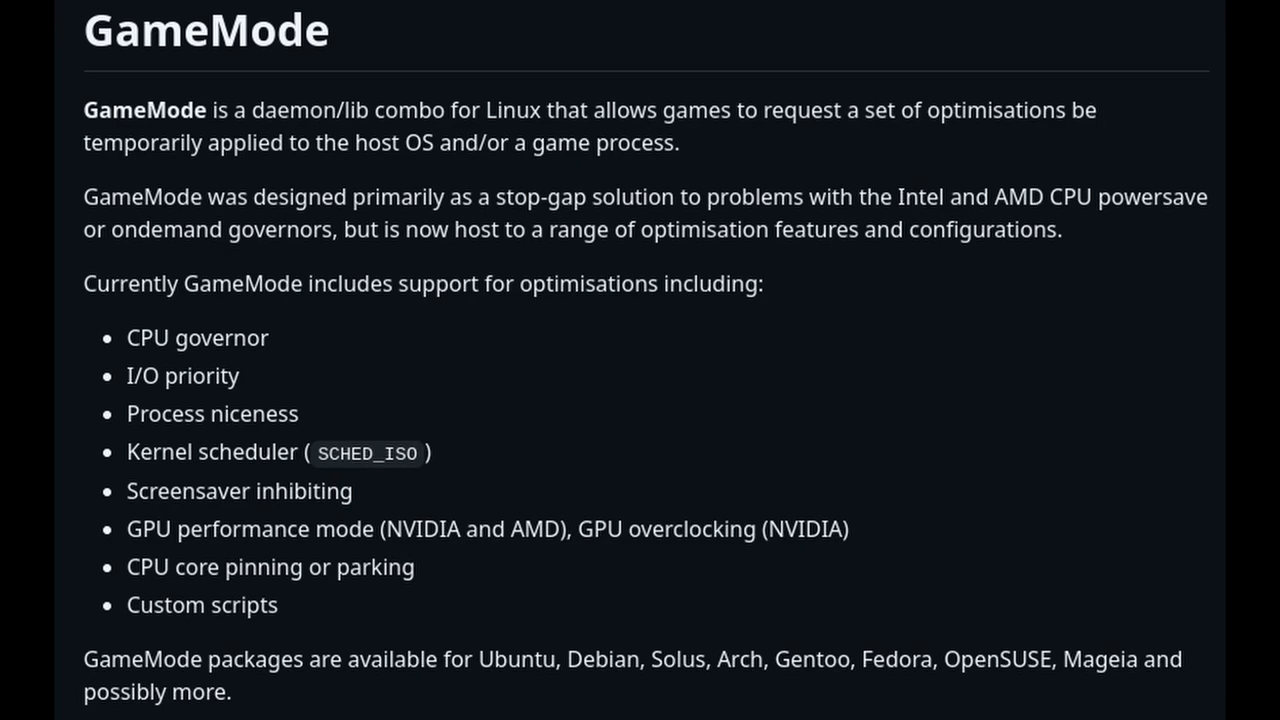 GameMode
GameMode is a daemon/lib combo for Linux that allows games to request a set of optimisations be
temporarily applied to the host OS and/or a game process.
GameMode was designed primarily as a stop-gap solution to problems with the Intel and AMD CPU powersave
or ondemand governors, but is now host to a range of optimisation features and configurations.
Currently GameMode includes support for optimisations including:
• CPU governor
• I/O priority
• Process niceness
• Kernel scheduler (SCHED_ISO)
• Screensaver inhibiting
• GPU performance mode (NVIDIA and AMD), GPU overclocking (NVIDIA)
• CPU core pinning or parking
• Custom scripts
GameMode packages are available for Ubuntu, Debian, Solus, Arch, Gentoo, Fedora, OpenSUSE, Mageia and
possibly more.